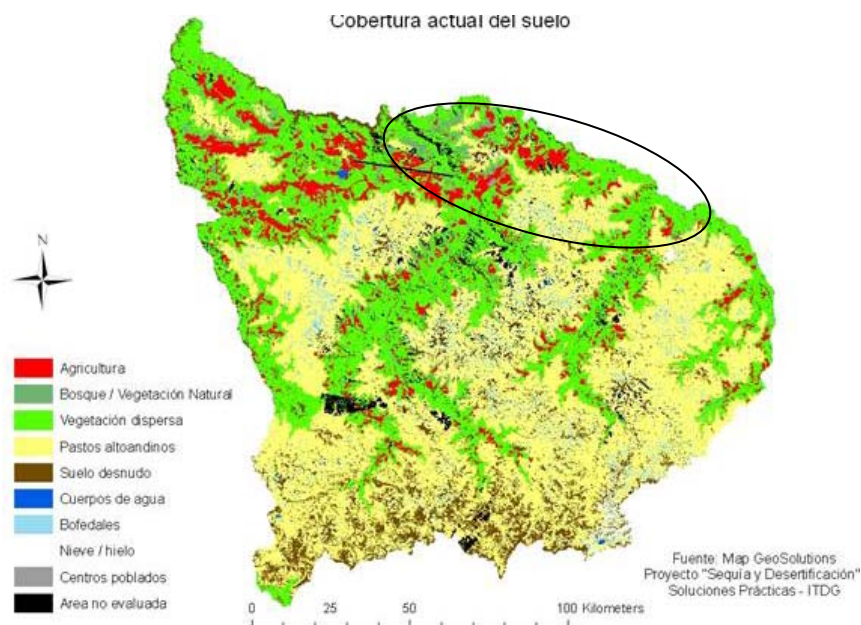 Cobertura actual del suelo
N
Agricultura
Bosque / Vegetación Natural
Vegetación dispersa
Pastos altoandinos
Suelo desnudo
Cuerpos de agua
Bofedales
Nieve / hielo
Centros poblados
Area no evaluada
Fuente: Map GeoSolutions
Proyecto "Sequía y Desertificación"
Soluciones Prácticas - ITDG
0 25 50 100 Kilometers